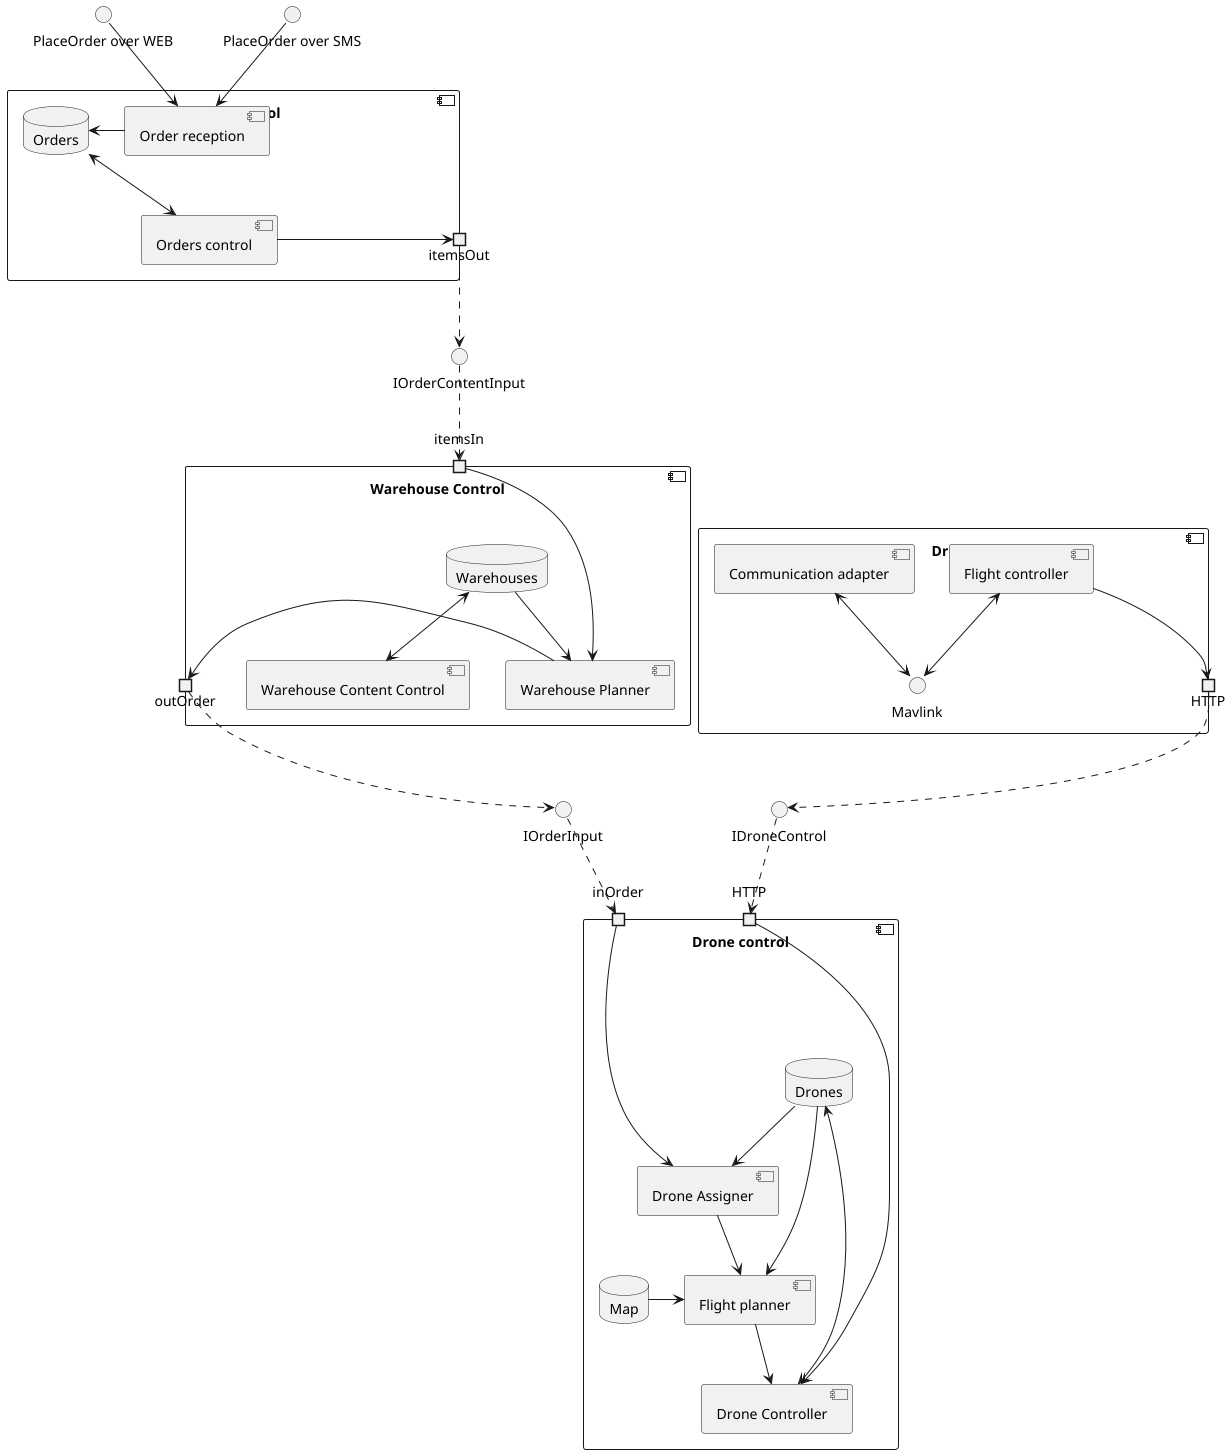 PlaceOrder over WEB
PlaceOrder over SMS
ol
Orders
Order reception
Orders control
itemsOut
IOrderContentInput
itemsIn
Warehouse Control
Warehouses
Warehouse Content Control
Warehouse Planner
outOrder
Dr
Communication adapter
Flight controller
Mavlink
HTTP
IOrderInput
IDroneControl
inOrder
HTTP
Drone control
Drones
Drone Assigner
Map
Flight planner
Drone Controller